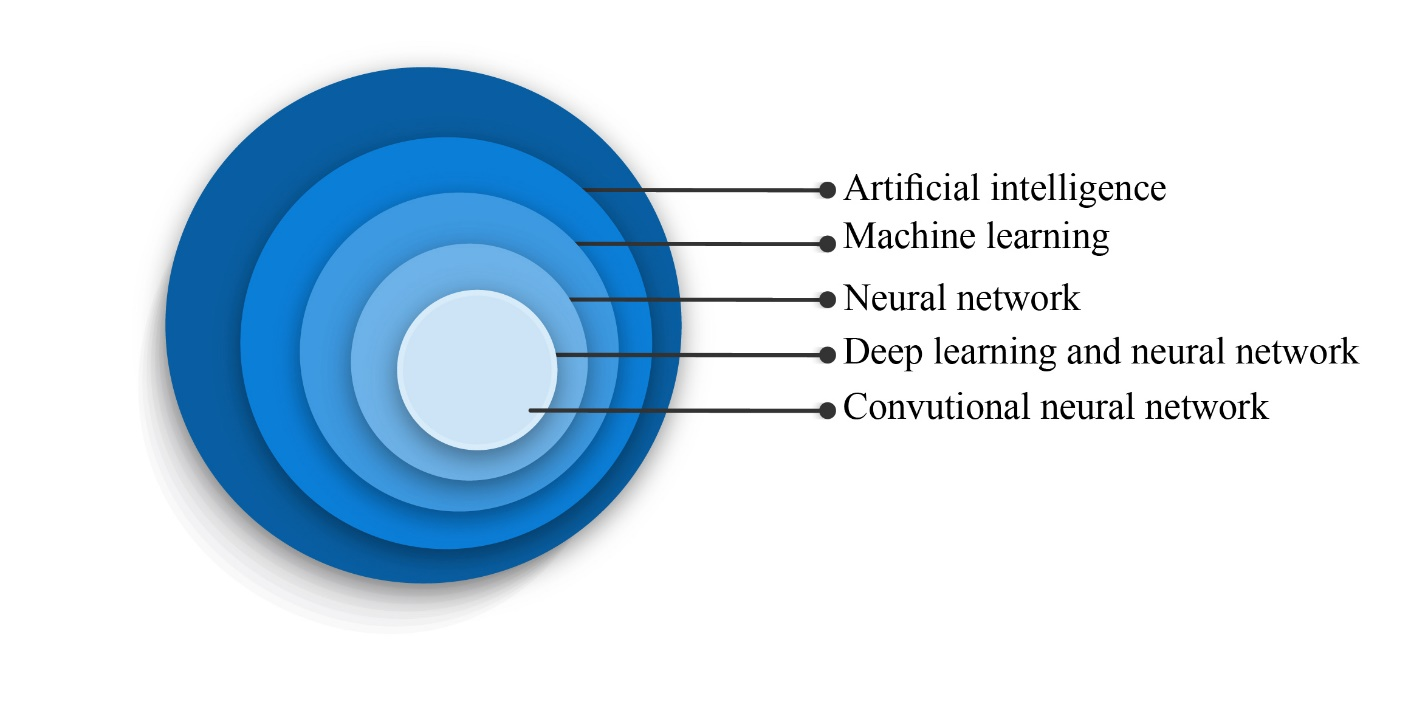 Artificial intelligence
Machine learning
Neural network
Deep learning and neural network
Convutional neural network